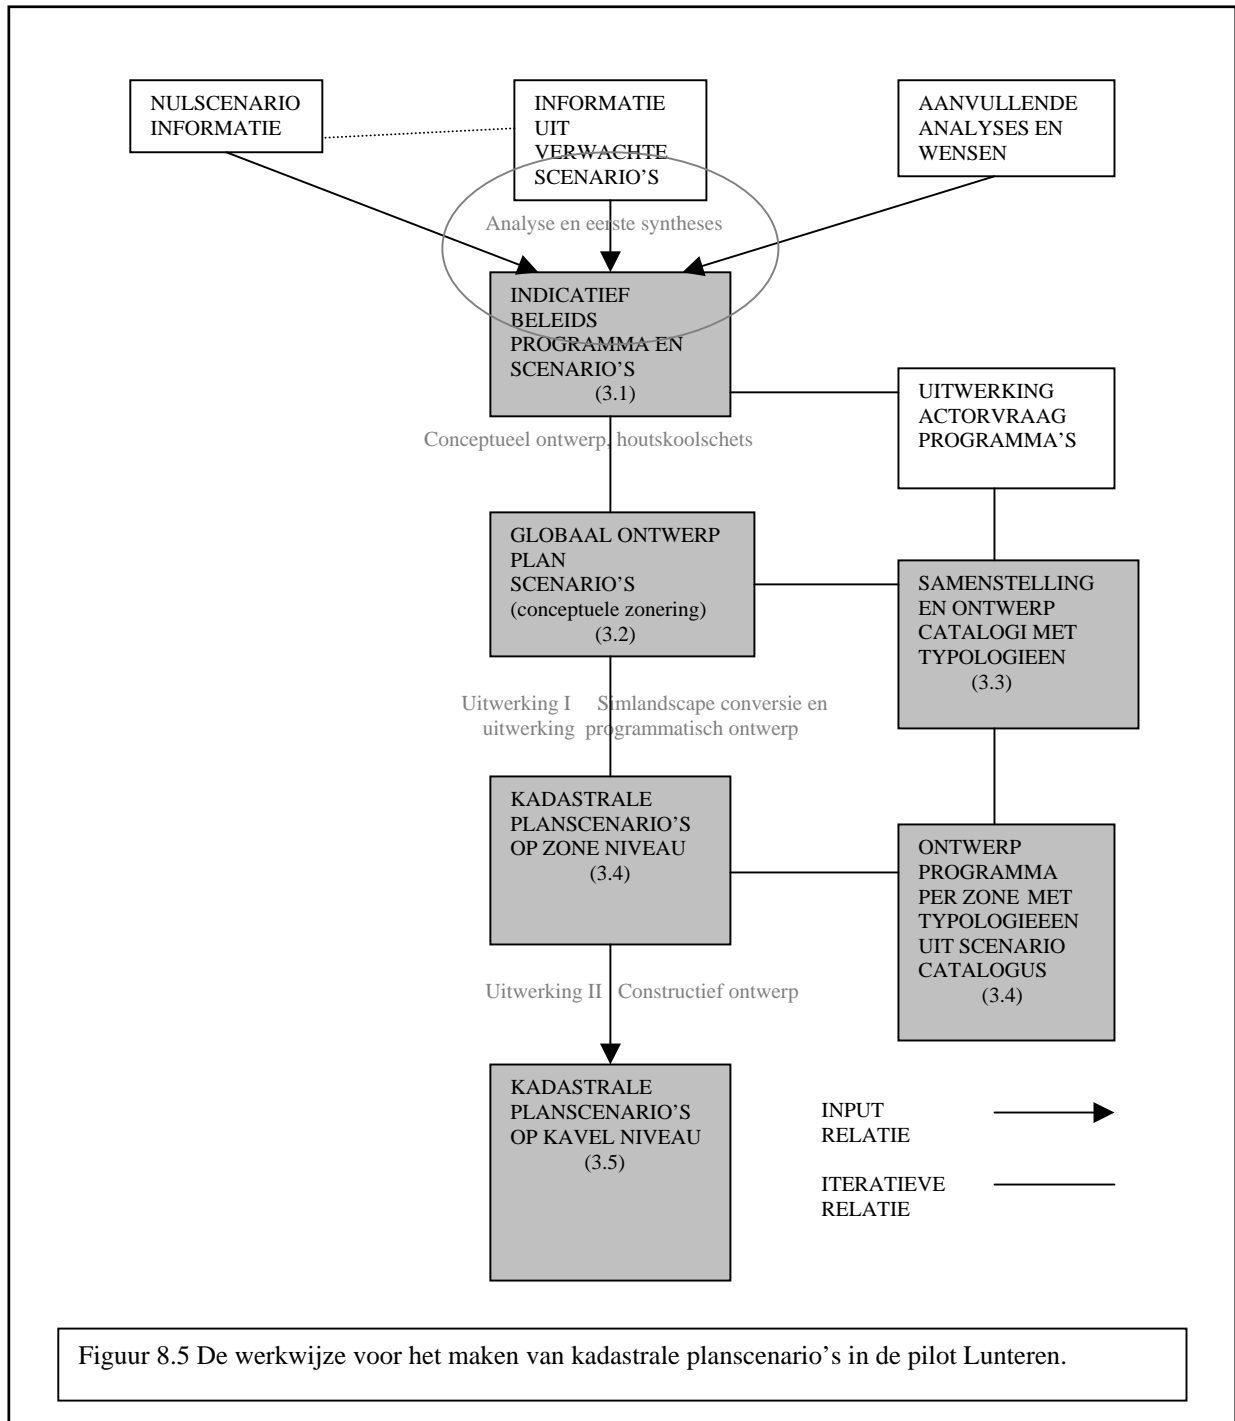 NULSCENARIO
INFORMATIE
INFORMATIE
UIT
VERWACHTE
SCENARIO'S
AANVULLENDE
ANALYSES EN
WENSEN
Analyse en eerste syntheses
INDICATIEF
BELEIDS
PROGRAMMA EN
SCENARIO'S
(3.1)
UITWERKING
ACTORVRAAG
PROGRAMMA'S
Conceptueel ontwerp, houtskoolschets
GLOBAAL ONTWERP
PLAN
SCENARIO'S
(conceptuele zonering)
(3.2)
SAMENSTELLING
EN ONTWERP
CATALOGI MET
TYPOLOGIEEN
(3.3)
Uitwerking I Simlandscape conversie en
uitwerking programmatisch ontwerp
KADASTRALE
PLANSCENARIO'S
OP ZONE NIVEAU
(3.4)
ONTWERP
PROGRAMMA
PER ZONE MET
TYPOLOGIEEEN
UIT SCENARIO
CATALOGUS
(3.4)
Uitwerking II Constructief ontwerp
KADASTRALE
PLANSCENARIO'S
OP KAVEL NIVEAU
(3.5)
INPUT
RELATIE
ITERATIEVE
RELATIE
Figuur 8.5 De werkwijze voor het maken van kadastrale planscenario's in de pilot Lunteren.